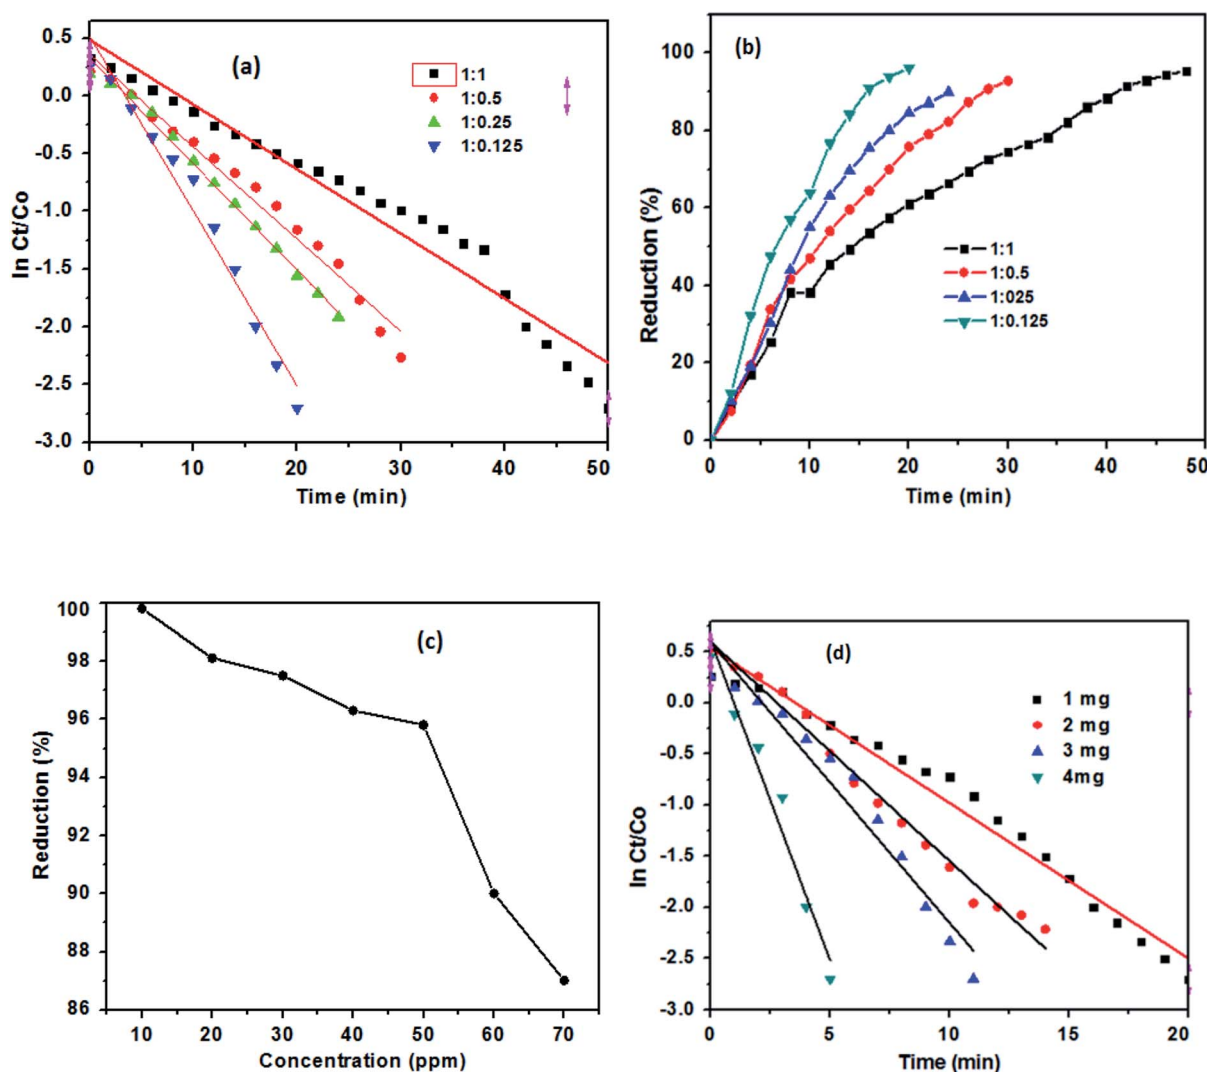 (a)
1:1
1:0.5
1:0.25
1:0.125
0.5
0.0
-0.5
-1.0
-1.5
-2.0
-2.5
-3.0
ln Ct/Co
0 10 20 30 40 50
Time (min)
(b)
1:1
1:0.5
1:025
1:0.125
100
80
60
40
20
0
Reduction (%)
0 10 20 30 40 50
Time (min)
(c)
100
98
96
94
92
90
88
86
Reduction (%)
10 20 30 40 50 60 70
Concentration (ppm)
(d)
1 mg
2 mg
3 mg
4mg
0.5
0.0
-0.5
-1.0
-1.5
-2.0
-2.5
-3.0
ln Ct/Co
0 5 10 15 20
Time (min)